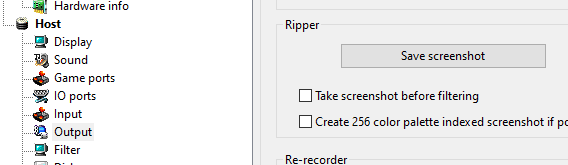 Hardware info
Host
Display
Sound
Game ports
IO ports
Input
Output
Filter
Ripper
Save screenshot
Take screenshot before filtering
Create 256 color palette indexed screenshot if
Re-recorder